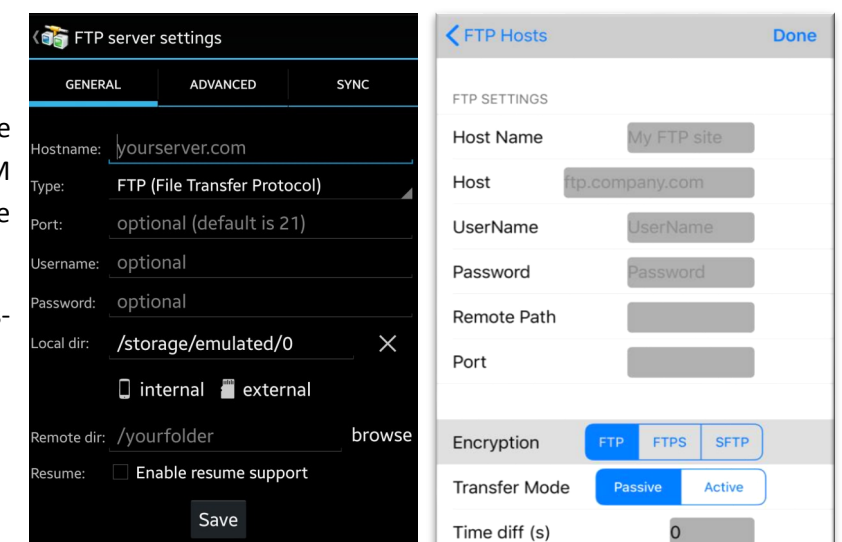 e
M
e
-
FTP server settings
GENERAL ADVANCED SYNC
Hostname: yourserver.com
Type: FTP (File Transfer Protocol)
Port: optional (default is 21)
Username: optional
Password: optional
Local dir: /storage/emulated/0
internal external
Remote dir: /yourfolder browse
Resume: Enable resume support
Save
FTP Hosts Done
FTP SETTINGS
Host Name My FTP site
Host ftp.company.com
UserName UserName
Password Password
Remote Path
Port
Encryption FTP FTPS SFTP
Transfer Mode Passive Active
Time diff (s) 0